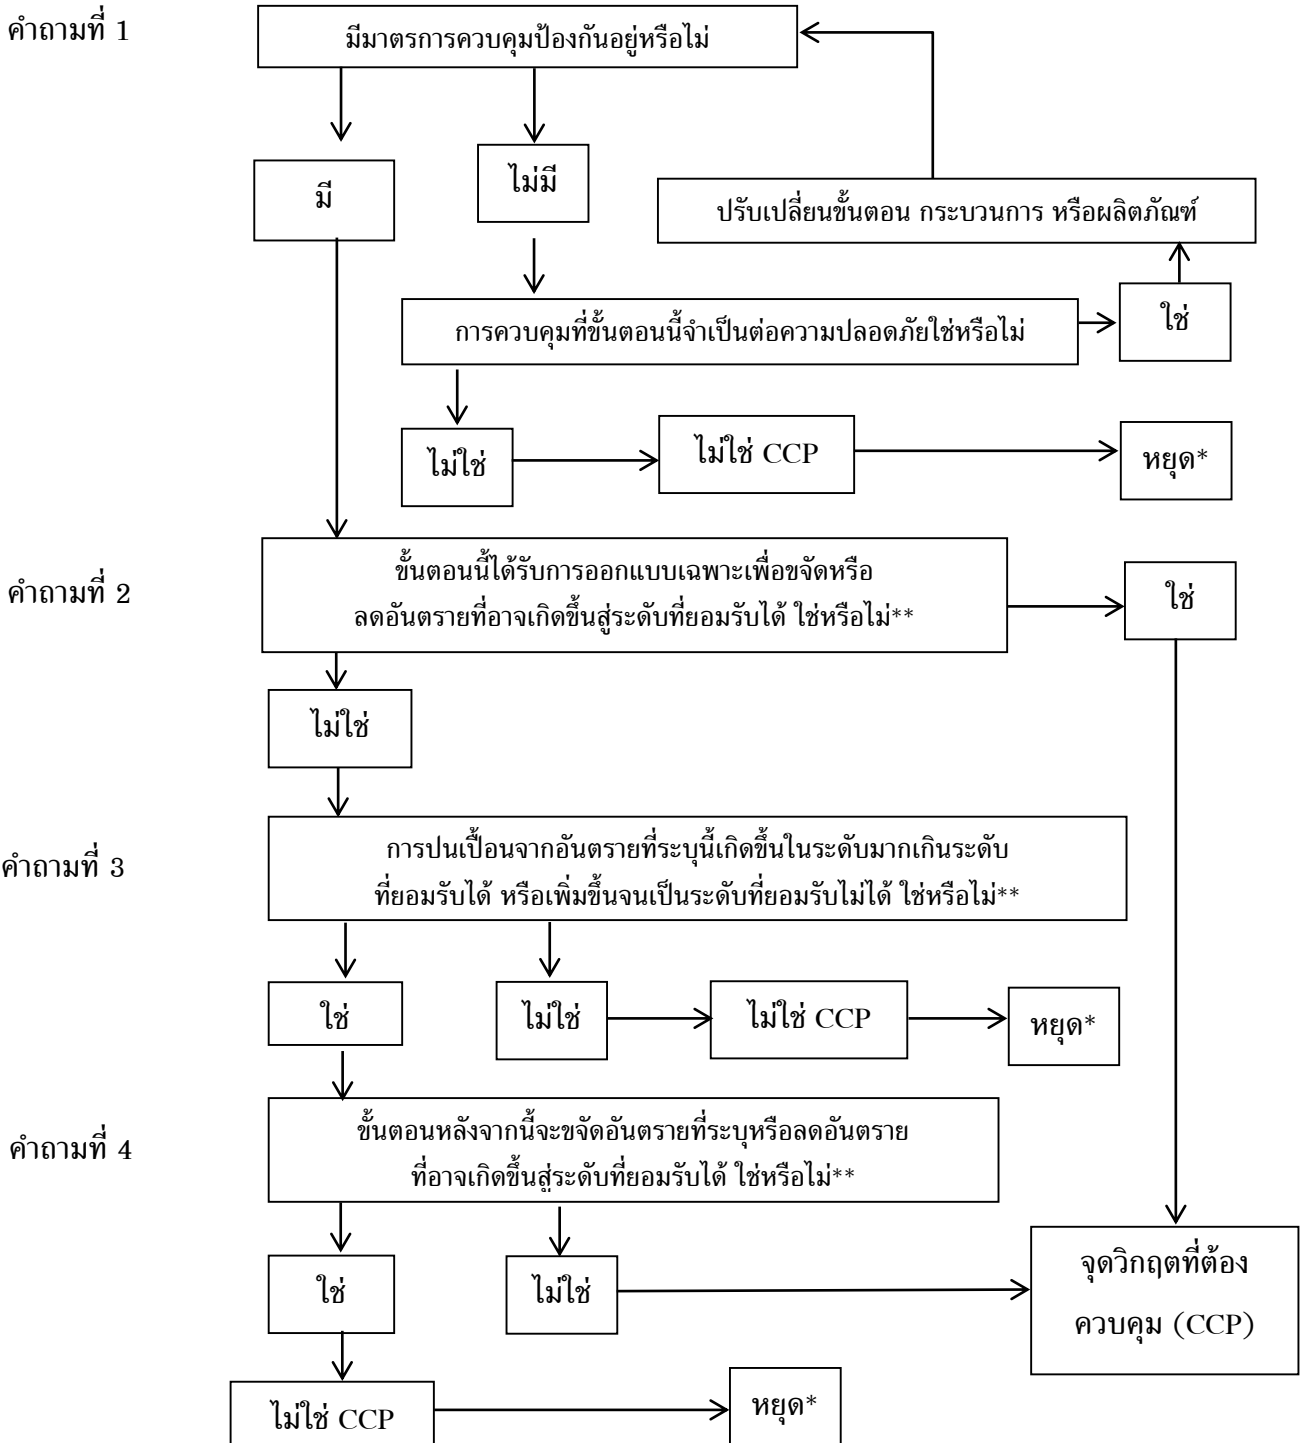 คำถามที่ 1
มีมาตรการควบคุมป้องกันอยู่หรือไม่
มี
ไม่มี
ปรับเปลี่ยนขั้นตอน กระบวนการ หรือผลิตภัณฑ์
การควบคุมที่ขั้นตอนนี้จำเป็นต่อความปลอดภัยใช่หรือไม่
ใช่
ไม่ใช่
ไม่ใช่ CCP
หยุด*
คำถามที่ 2
ขั้นตอนนี้ได้รับการออกแบบเฉพาะเพื่อขจัดหรือ
ลดอันตรายที่อาจเกิดขึ้นสู่ระดับที่ยอมรับได้ ใช่หรือไม่**
ใช่
ไม่ใช่
คำถามที่ 3
การปนเปื้อนจากอันตรายที่ระบุนี้เกิดขึ้นในระดับมากเกินระดับ
ที่ยอมรับได้ หรือเพิ่มขึ้นจนเป็นระดับที่ยอมรับไม่ได้ ใช่หรือไม่**
ใช่
ไม่ใช่
ไม่ใช่ CCP
หยุด*
คำถามที่ 4
ขั้นตอนหลังจากนี้จะขจัดอันตรายที่ระบุหรือลดอันตราย
ที่อาจเกิดขึ้นสู่ระดับที่ยอมรับได้ ใช่หรือไม่**
ใช่
ไม่ใช่
จุดวิกฤตที่ต้อง
ควบคุม (CCP)
ไม่ใช่ CCP
หยุด*